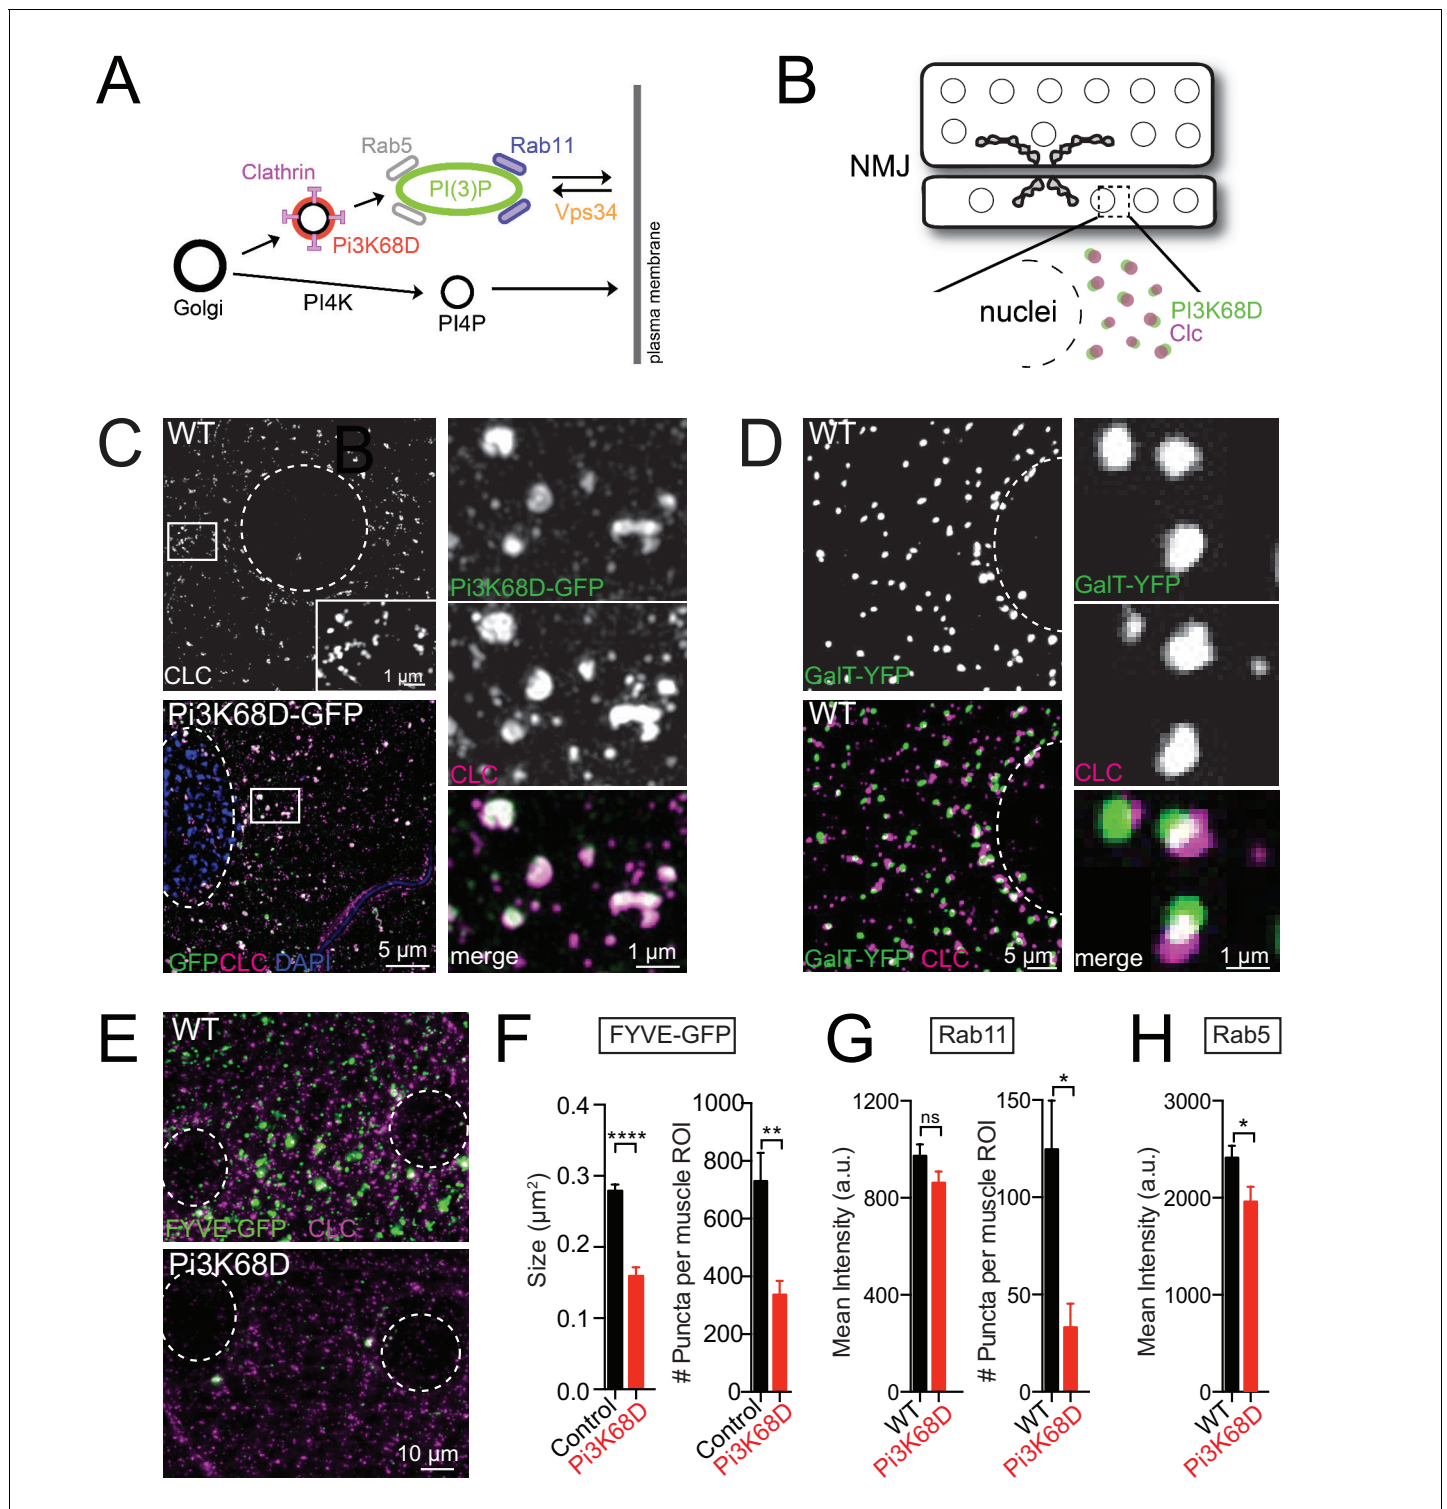 A
Rab5
Rab11
Clathrin
PI(3)P
Vps34
Pi3K68D
Golgi
PI4K
PI4P
plasma membrane
B
NMJ
nuclei
PI3K68D
Clc
C
WT
B
CLC
1 µm
Pi3K68D-GFP
CLC
Pi3K68D-GFP
GFP CLC DAPI
5 µm
merge
1 µm
D
WT
GalT-YFP
GalT-YFP
CLC
WT
GalT-YFP CLC
5 µm
merge
1 µm
E
WT
FYVE-GFP CLC
Pi3K68D
10 µm
F
FYVE-GFP
Size (µm²)
0.4
0.3
0.2
0.1
0.0
****
Control
Pi3K68D
# Puncta per muscle ROI
1000
800
600
400
200
0
**
Control
Pi3K68D
G
Rab11
Mean Intensity (a.u.)
1200
800
400
0
ns
WT
Pi3K68D
# Puncta per muscle ROI
150
100
50
0
*
WT
Pi3K68D
H
Rab5
Mean Intensity (a.u.)
3000
2000
1000
0
*
WT
Pi3K68D